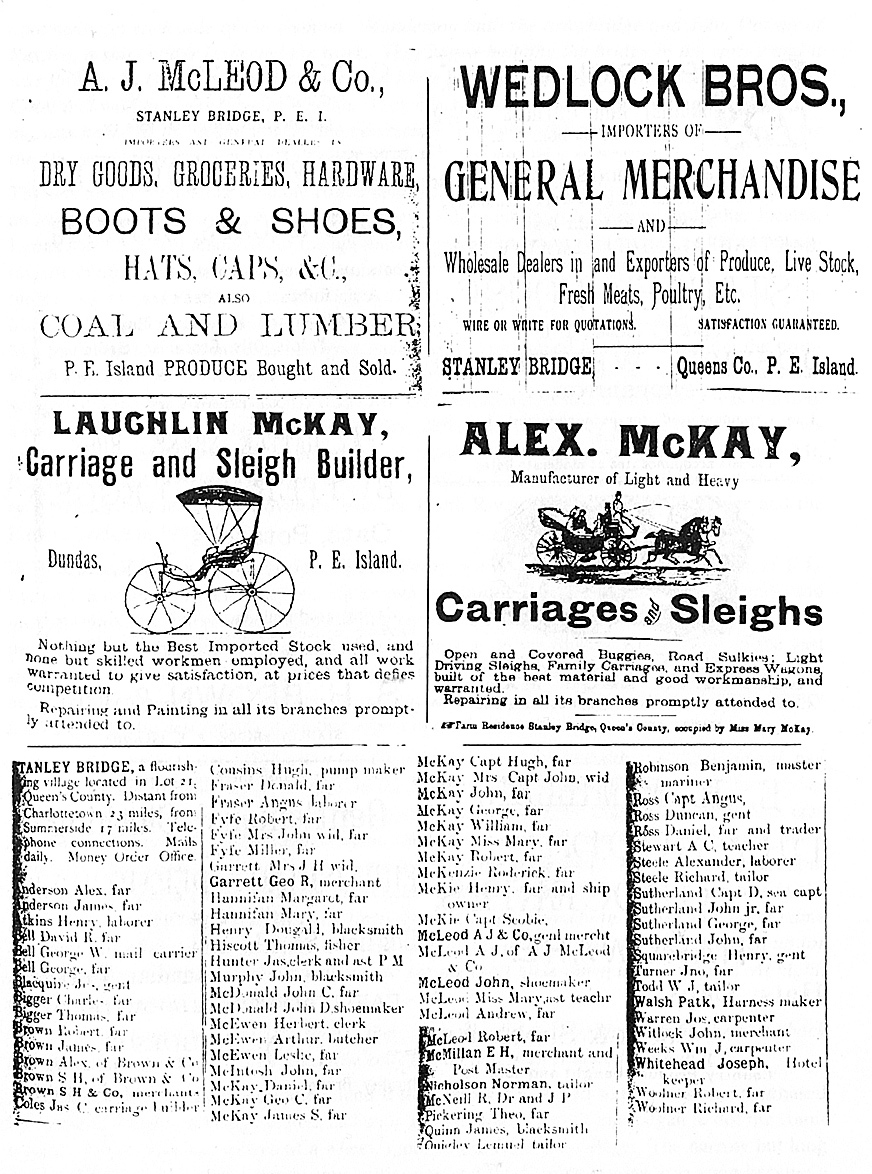 A. J. McLEOD & Co.,
STANLEY BRIDGE, P. E. I.
IMPORTERS AND GENERAL DEALERS IN
DRY GOODS, GROCERIES, HARDWARE,
BOOTS & SHOES,
HATS, CAPS, &C.,
ALSO
COAL AND LUMBER
P. E. Island PRODUCE Bought and Sold.
WEDLOCK BROS.,
IMPORTERS OF
GENERAL MERCHANDISE
AND
Wholesale Dealers in and Exporters of Produce, Live Stock,
Fresh Meats, Poultry, Etc.
WIRE OR WRITE FOR QUOTATIONS. SATISFACTION GUARANTEED.
STANLEY BRIDGE, - - - Queens Co., P. E. Island.
LAUCHLIN McKAY,
Carriage and Sleigh Builder,
Dundas, P. E. Island.
Nothing but the Best Imported Stock used, and
none but skilled workmen employed, and all work
warranted to give satisfaction, at prices that defies
competition.
Repairing and Painting in all its branches prompt-
ly attended to.
ALEX. McKAY,
Manufacturer of Light and Heavy
Carriages and Sleighs
Open and Covered Buggies, Road Sulkies; Light
Driving Sleighs, Family Carriages, and Express Wagons,
built of the best material and good workmanship, and
warranted.
Repairing in all its branches promptly attended to.
Farm Residence Stanley Bridge, Queen's County, occupied by Miss Mary McKay.
STANLEY BRIDGE, a flourish-
ing village located in Lot 21,
Queen's County. Distant from
Charlottetown 23 miles, from
Summerside 17 miles. Tele-
phone connections. Mails
daily. Money Order Office.
Anderson Alex, far
Anderson James, far
Atkins Henry, laborer
Bell David R. far
Bell George W. mail carrier
Bell George, far
Blacquire Jos, gent
Bigger Charles, far
Bigger Thomas, far
Brown Robert, far
Brown James, far
Brown Alex, of Brown & Co
Brown S H, of Brown & Co
Brown S H & Co, merchant-
Coles Jas C. carriage builder
Cousins Hugh, pump maker
Fraser Donald, far
Fraser Angus laborer
Fyfe Robert, far
Fyfe Mrs John wid, far
Fyfe Miller, far
Garrett Mrs J H wid,
Garrett Geo R, merchant
Hannifan Margaret, far
Hannifan Mary, far
Henry Dougald, blacksmith
Hiscott Thomas, fisher
Hunter Jas, clerk and ast P M
Murphy John, blacksmith
McDonald John C, far
McDonald John D.shoemaker
McEwen Herbert, clerk
McEwen Arthur, butcher
McEwen Leslie, far
McIntosh John, far
McKay Daniel, far
McKay Geo C. far
McKay James S. far
McKay Capt Hugh, far
McKay Mrs Capt John, wid
McKay John, far
McKay George, far
McKay William, far
McKay Miss Mary, far
McKay Robert, far
McKenzie Roderick, far
McKie Henry, far and ship
owner
McKie Capt Scobie,
McLeod A J & Co, genl mercht
McLeod A J, of A J McLeod
& Co
McLeod John, shoemaker
McLeod Miss Mary, ast teachr
McLeod Andrew, far
McLeod Robert, far
McMillan E H, merchant and
Post Master
Nicholson Norman, tailor
McNeill R, Dr and J P
Pickering Theo, far
Quinn James, blacksmith
Quigley Lemuel tailor
Robinson Benjamin, master
mariner
Ross Capt Angus,
Ross Duncan, gent
Ross Daniel, far and trader
Stewart A C, teacher
Steele Alexander, laborer
Steele Richard, tailor
Sutherland Capt D, sea capt
Sutherland John jr, far
Sutherland George, far
Sutherland John, far
Squarebridge Henry, gent
Turner Jno, far
Todd W J, tailor
Walsh Patk, Harness maker
Warren Jos, carpenter
Witlock John, merchant
Weeks Wm J, carpenter
Whitehead Joseph, Hotel
keeper
Woolner Robert, far
Woolner Richard, far